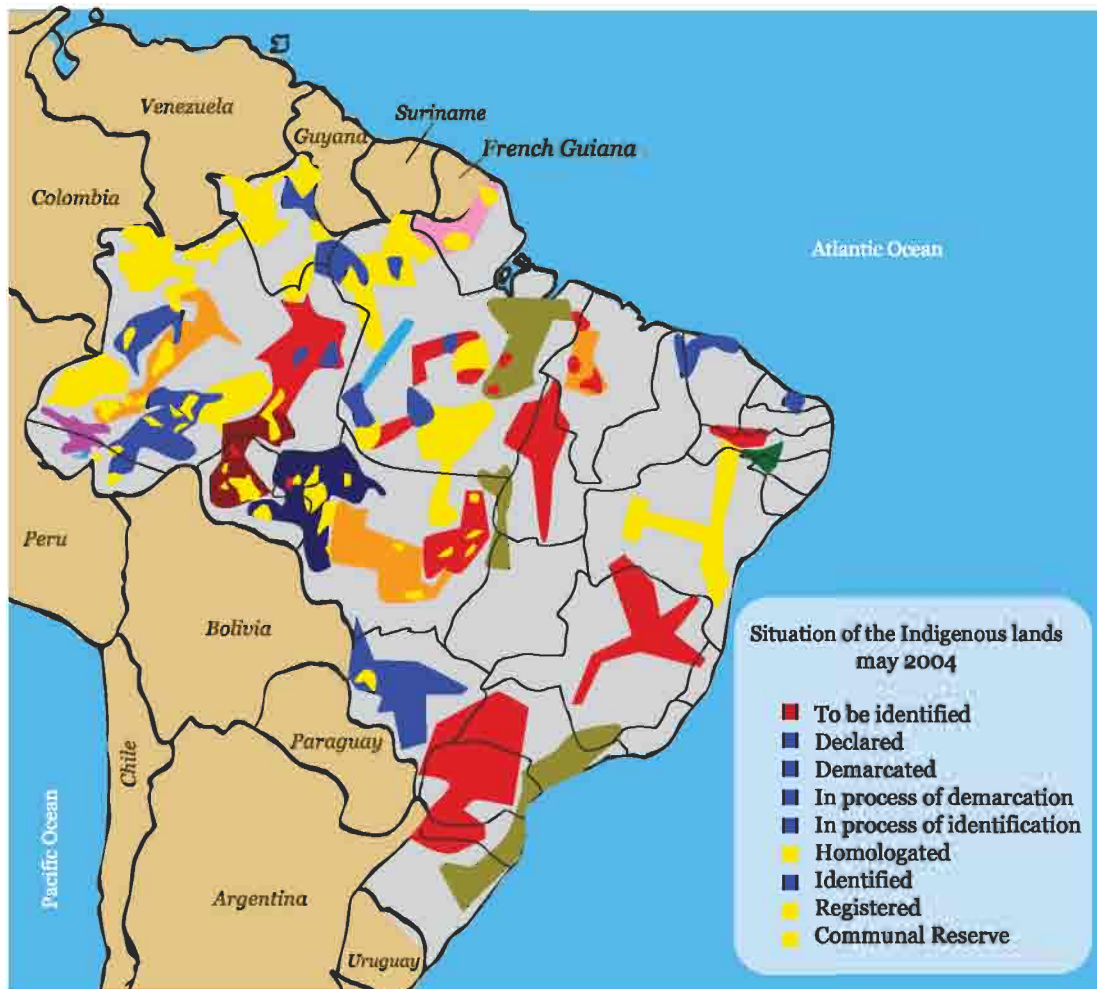 Venezuela
Suriname
Guyana
French Guiana
Colombia
Atlantic Ocean
Peru
Bolivia
Paraguay
Chile
Pacific Ocean
Argentina
Uruguay
Situation of the Indigenous lands
may 2004
To be identified
Declared
Demarcated
In process of demarcation
In process of identification
Homologated
Identified
Registered
Communal Reserve